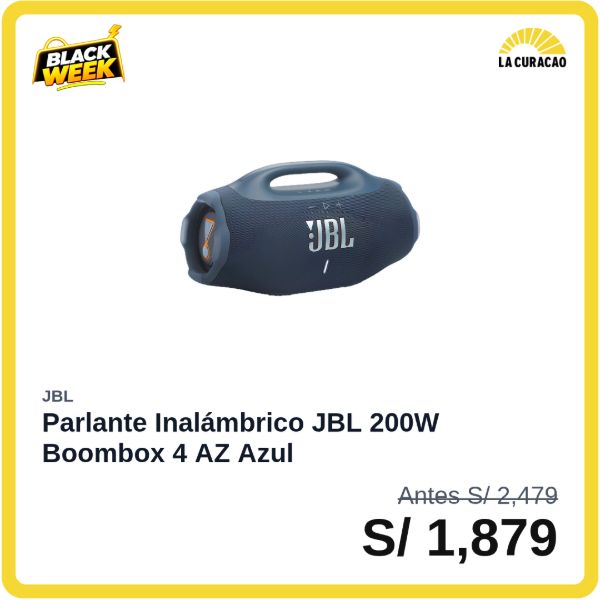 BLACK
WEEK
LA CURACAO
JBL
JBL
Parlante Inalámbrico JBL 200W
Boombox 4 AZ Azul
Antes S/ 2,479
S/ 1,879